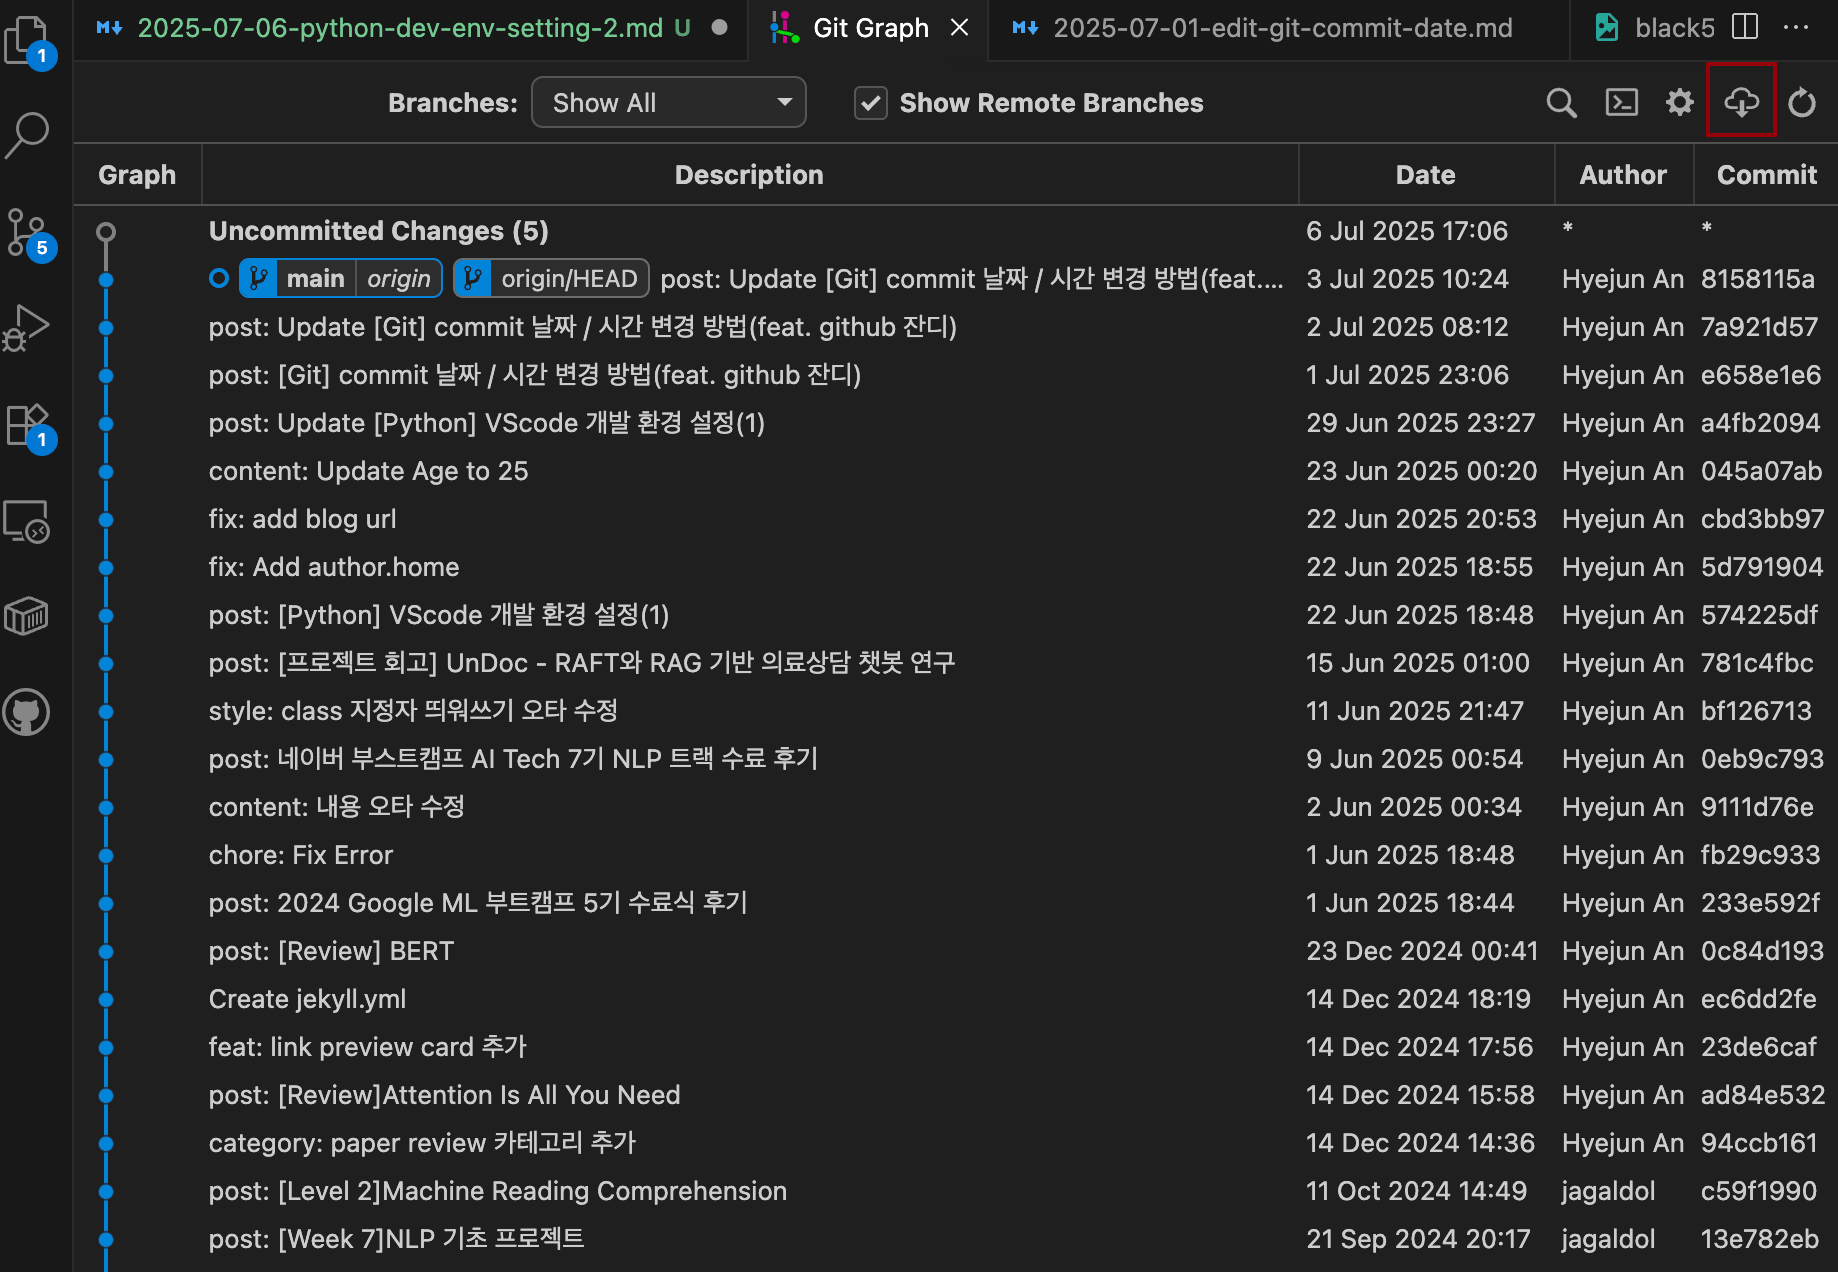 2025-07-06-python-dev-env-setting-2.md U
Git Graph
2025-07-01-edit-git-commit-date.md
black5
1
Branches: Show All
Show Remote Branches
Graph Description Date Author Commit
Uncommitted Changes (5) 6 Jul 2025 17:06 * *
main origin origin/HEAD post: Update [Git] commit 날짜 / 시간 변경 방법(feat.... 3 Jul 2025 10:24 Hyejun An 8158115a
5
post: Update [Git] commit 날짜 / 시간 변경 방법(feat. github 잔디) 2 Jul 2025 08:12 Hyejun An 7a921d57
post: [Git] commit 날짜 / 시간 변경 방법(feat. github 잔디) 1 Jul 2025 23:06 Hyejun An e658e1e6
post: Update [Python] VScode 개발 환경 설정(1) 29 Jun 2025 23:27 Hyejun An a4fb2094
1
content: Update Age to 25 23 Jun 2025 00:20 Hyejun An 045a07ab
fix: add blog url 22 Jun 2025 20:53 Hyejun An cbd3bb97
fix: Add author.home 22 Jun 2025 18:55 Hyejun An 5d791904
post: [Python] VScode 개발 환경 설정(1) 22 Jun 2025 18:48 Hyejun An 574225df
post: [프로젝트 회고] UnDoc - RAFT와 RAG 기반 의료상담 챗봇 연구 15 Jun 2025 01:00 Hyejun An 781c4fbc
style: class 지정자 띄워쓰기 오타 수정 11 Jun 2025 21:47 Hyejun An bf126713
post: 네이버 부스트캠프 AI Tech 7기 NLP 트랙 수료 후기 9 Jun 2025 00:54 Hyejun An 0eb9c793
content: 내용 오타 수정 2 Jun 2025 00:34 Hyejun An 9111d76e
chore: Fix Error 1 Jun 2025 18:48 Hyejun An fb29c933
post: 2024 Google ML 부트캠프 5기 수료식 후기 1 Jun 2025 18:44 Hyejun An 233e592f
post: [Review] BERT 23 Dec 2024 00:41 Hyejun An 0c84d193
Create jekyll.yml 14 Dec 2024 18:19 Hyejun An ec6dd2fe
feat: link preview card 추가 14 Dec 2024 17:56 Hyejun An 23de6caf
post: [Review]Attention Is All You Need 14 Dec 2024 15:58 Hyejun An ad84e532
category: paper review 카테고리 추가 14 Dec 2024 14:36 Hyejun An 94ccb161
post: [Level 2]Machine Reading Comprehension 11 Oct 2024 14:49 jagaldol c59f1990
post: [Week 7]NLP 기초 프로젝트 21 Sep 2024 20:17 jagaldol 13e782eb